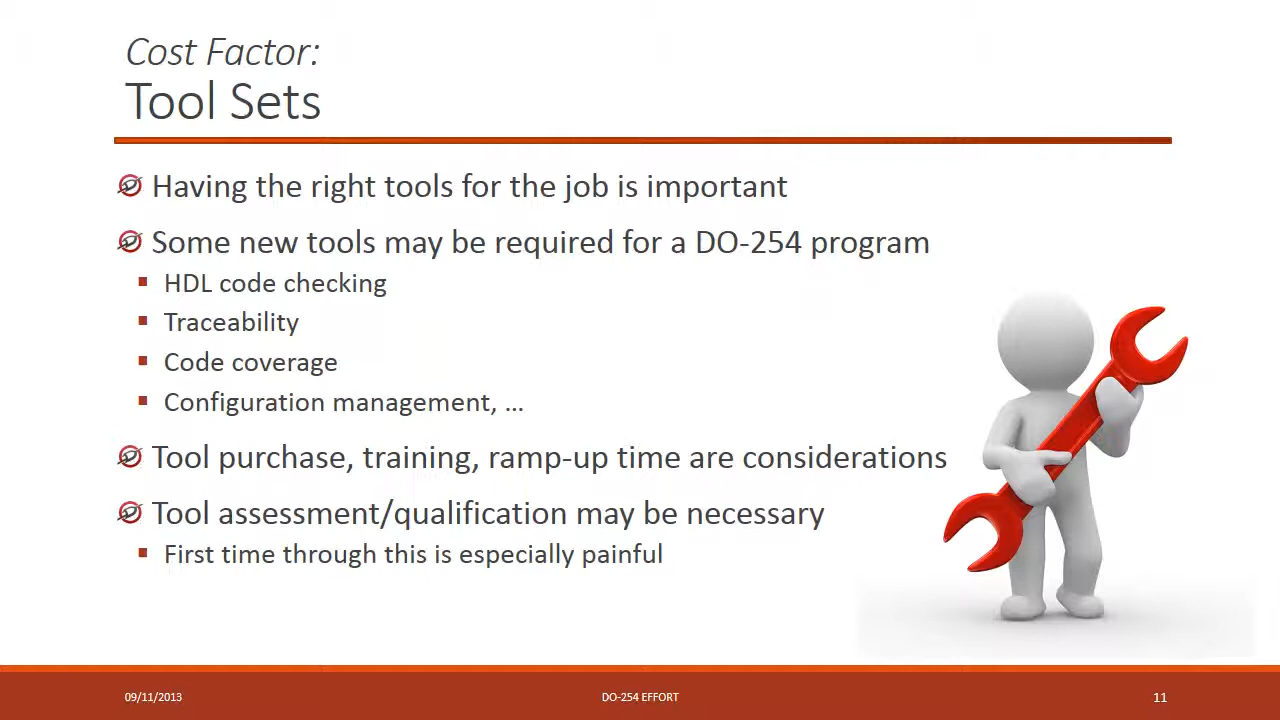 Cost Factor:
Tool Sets
Having the right tools for the job is important
Some new tools may be required for a DO-254 program
HDL code checking
Traceability
Code coverage
Configuration management, ...
Tool purchase, training, ramp-up time are considerations
Tool assessment/qualification may be necessary
First time through this is especially painful
09/11/2013
DO-254 EFFORT
11